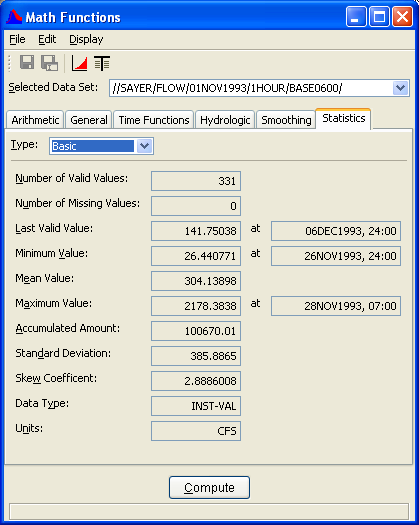 Math Functions
File Edit Display
Selected Data Set: //SAYER/FLOW/01NOV1993/1HOUR/BASE0600/
Arithmetic General Time Functions Hydrologic Smoothing Statistics
Type: Basic
Number of Valid Values: 331
Number of Missing Values: 0
Last Valid Value: 141.75038 at 06DEC1993, 24:00
Minimum Value: 26.440771 at 26NOV1993, 24:00
Mean Value: 304.13898
Maximum Value: 2178.3838 at 28NOV1993, 07:00
Accumulated Amount: 100670.01
Standard Deviation: 385.8865
Skew Coefficent: 2.8886008
Data Type: INST-VAL
Units: CFS
Compute